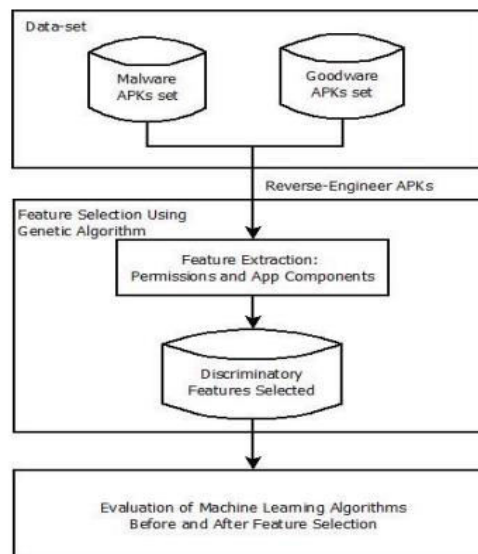 Data-set
Malware
APKs set
Goodware
APKs set
Reverse-Engineer APKs
Feature Selection Using
Genetic Algorithm
Feature Extraction:
Permissions and App Components
Discriminatory
Features Selected
Evaluation of Machine Learning Algorithms
Before and After Feature Selection